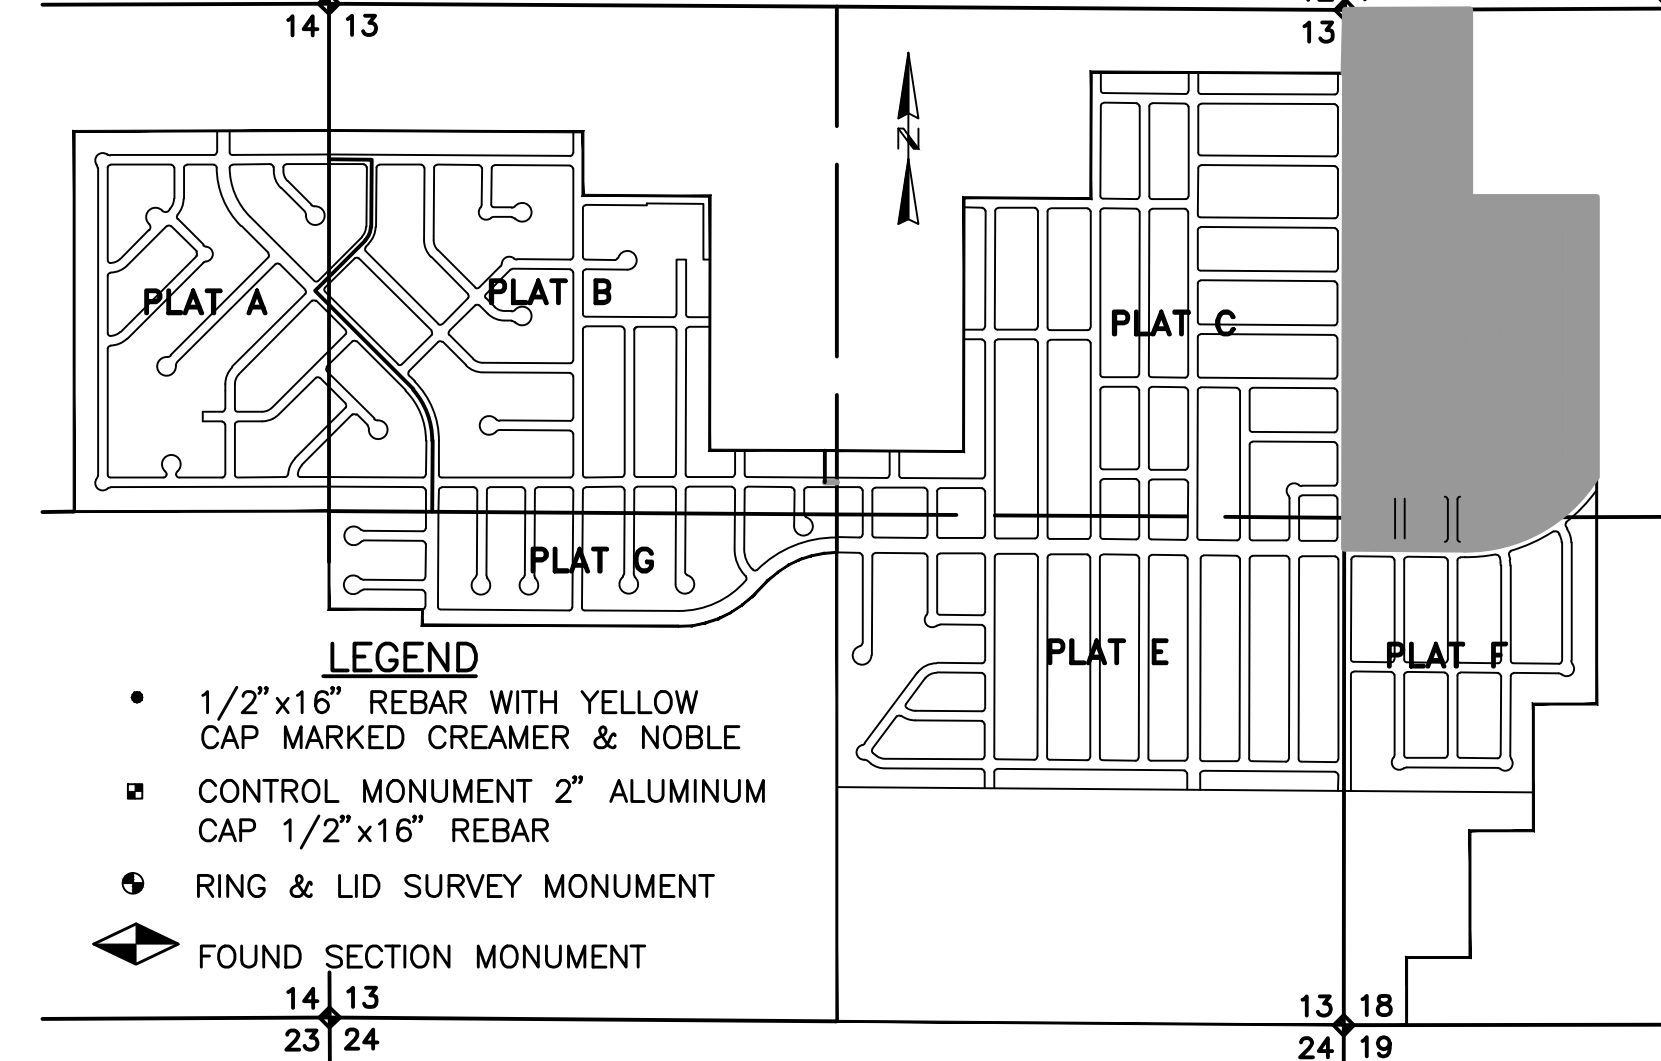 14 13
13
N
PLAT A
PLAT B
PLAT C
PLAT G
PLAT E
PLAT F
LEGEND
1/2”x16” REBAR WITH YELLOW
CAP MARKED CREAMER & NOBLE
CONTROL MONUMENT 2” ALUMINUM
CAP 1/2”x16” REBAR
RING & LID SURVEY MONUMENT
FOUND SECTION MONUMENT
14 13
23 24
13 18
24 19